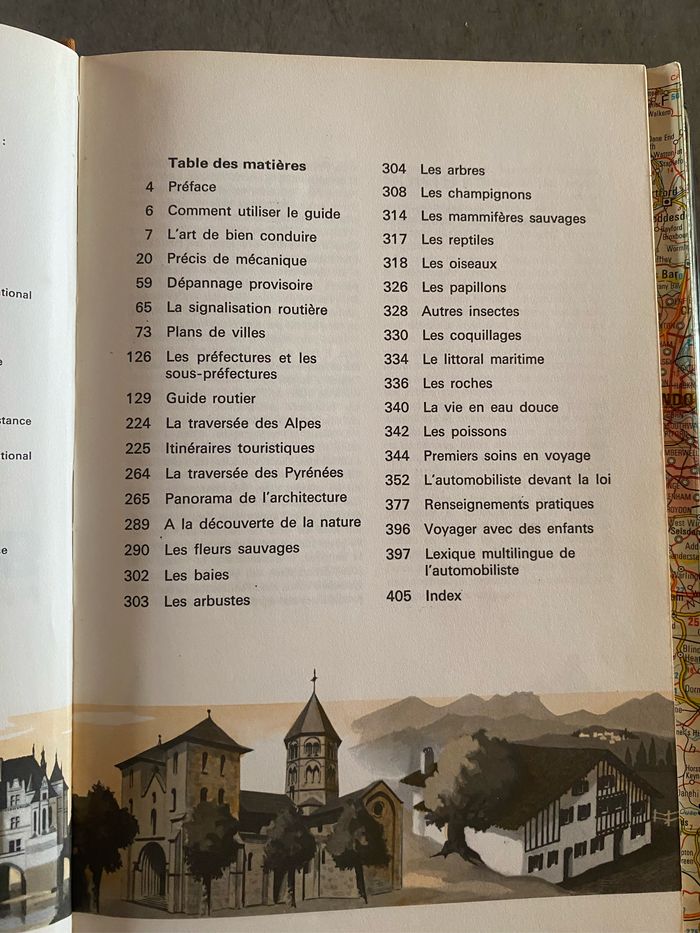 Table des matières
4 Préface
6 Comment utiliser le guide
7 L'art de bien conduire
20 Précis de mécanique
59 Dépannage provisoire
65 La signalisation routière
73 Plans de villes
126 Les préfectures et les
sous-préfectures
129 Guide routier
224 La traversée des Alpes
225 Itinéraires touristiques
264 La traversée des Pyrénées
265 Panorama de l'architecture
289 A la découverte de la nature
290 Les fleurs sauvages
302 Les baies
303 Les arbustes
304 Les arbres
308 Les champignons
314 Les mammifères sauvages
317 Les reptiles
318 Les oiseaux
326 Les papillons
328 Autres insectes
330 Les coquillages
334 Le littoral maritime
336 Les roches
340 La vie en eau douce
342 Les poissons
344 Premiers soins en voyage
352 L'automobiliste devant la loi
377 Renseignements pratiques
396 Voyager avec des enfants
397 Lexique multilingue de
l'automobiliste
405 Index